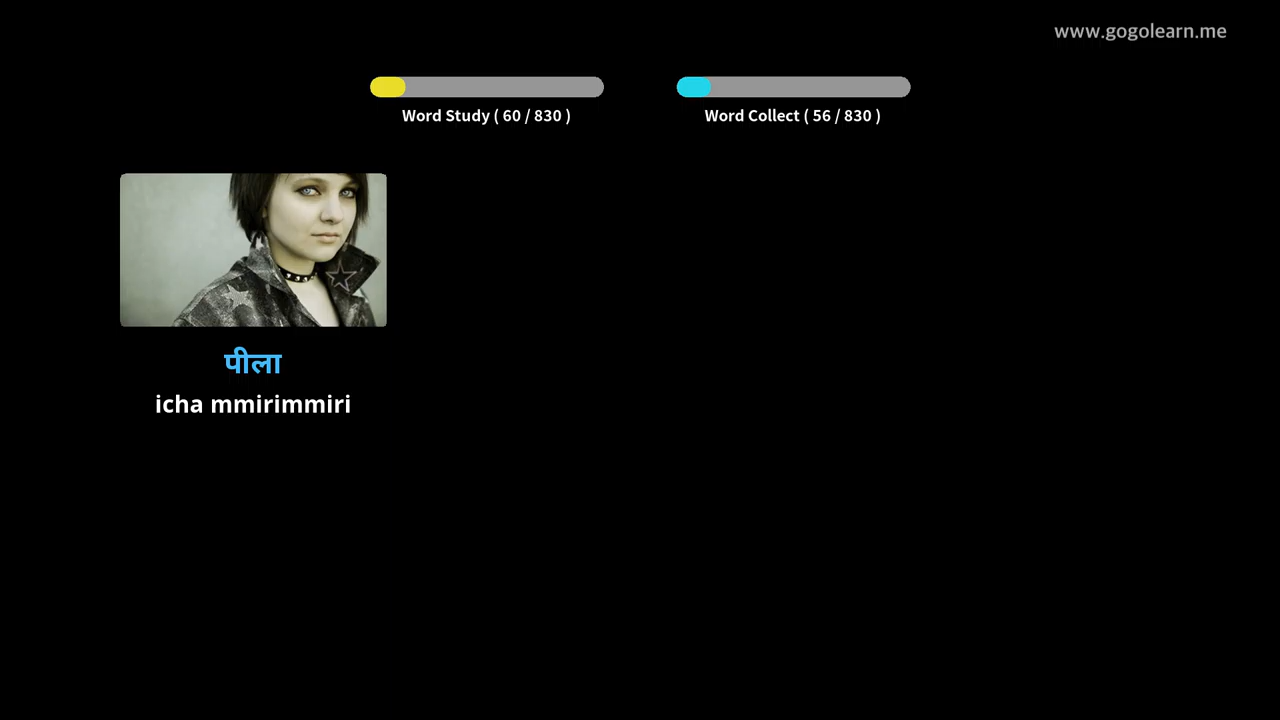 www.gogolearn.me
Word Study ( 60 / 830 )
Word Collect ( 56 / 830 )
पीला
icha mmirimmiri